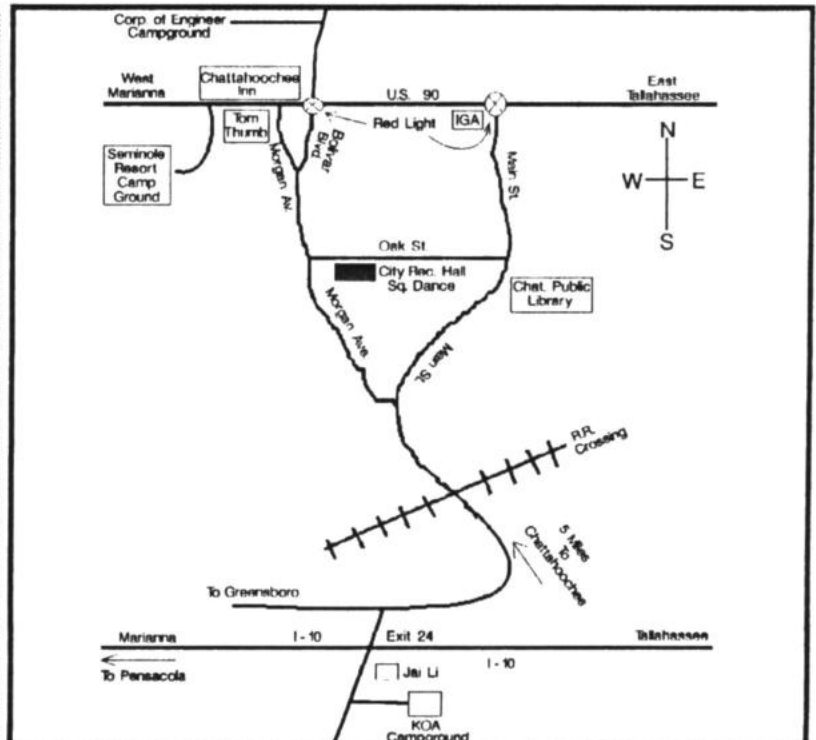 Corp. of Engineer
Campground
West
Marianna
Chattahoochee
Inn
U.S. 90
East
Tallahassee
Tom
Thumb
Red Light
IGA
Bolivar
Blvd
Morgan Av.
Main St.
Seminole
Resort
Camp
Ground
N
W E
S
Oak St.
City Rec. Hall
Sq. Dance
Chat. Public
Library
Morgan Ave.
Main St.
R.R.
Crossing
5 Miles
To
Chattahoochee
To Greensboro
Marianna
I - 10
Exit 24
Tallahassee
To Pensacola
Jai Li
I - 10
KOA
Campground